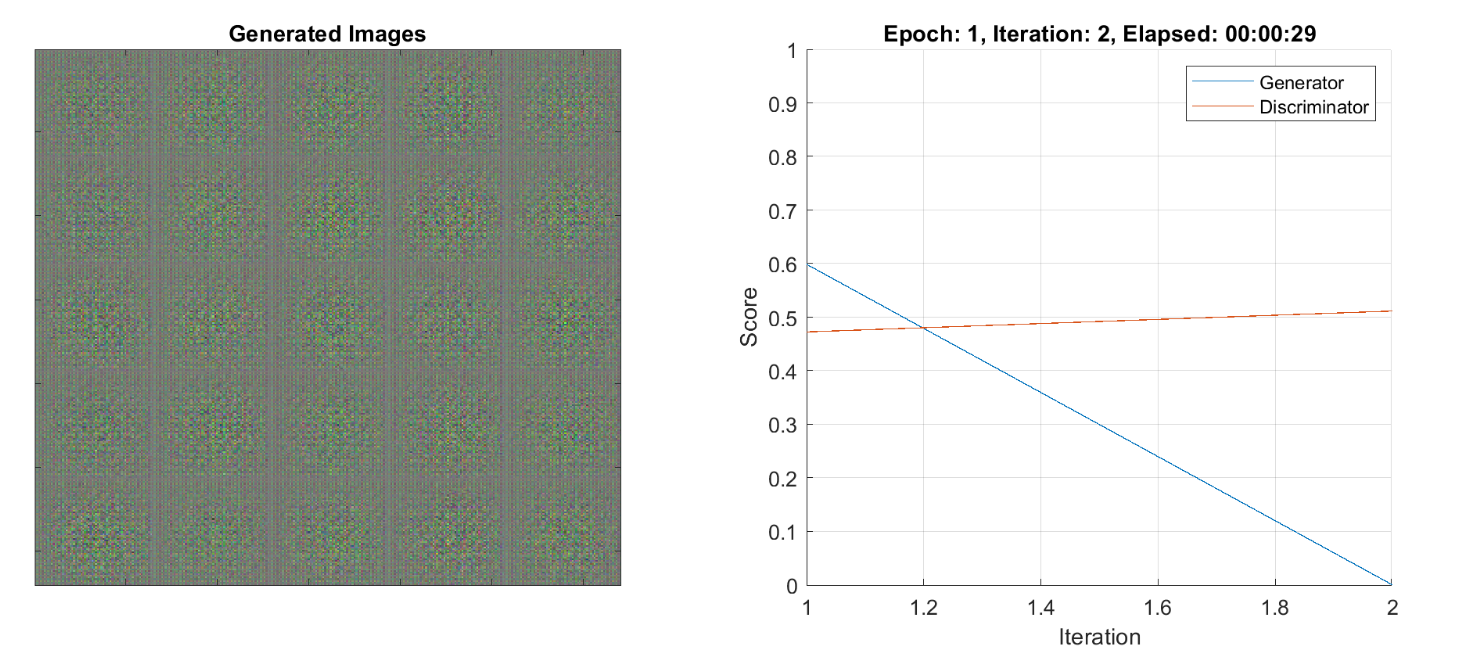 Generated Images
Epoch: 1, Iteration: 2, Elapsed: 00:00:29
Generator
Discriminator
1
0.9
0.8
0.7
0.6
0.5
0.4
0.3
0.2
0.1
0
Score
1
1.2
1.4
1.6
1.8
2
Iteration